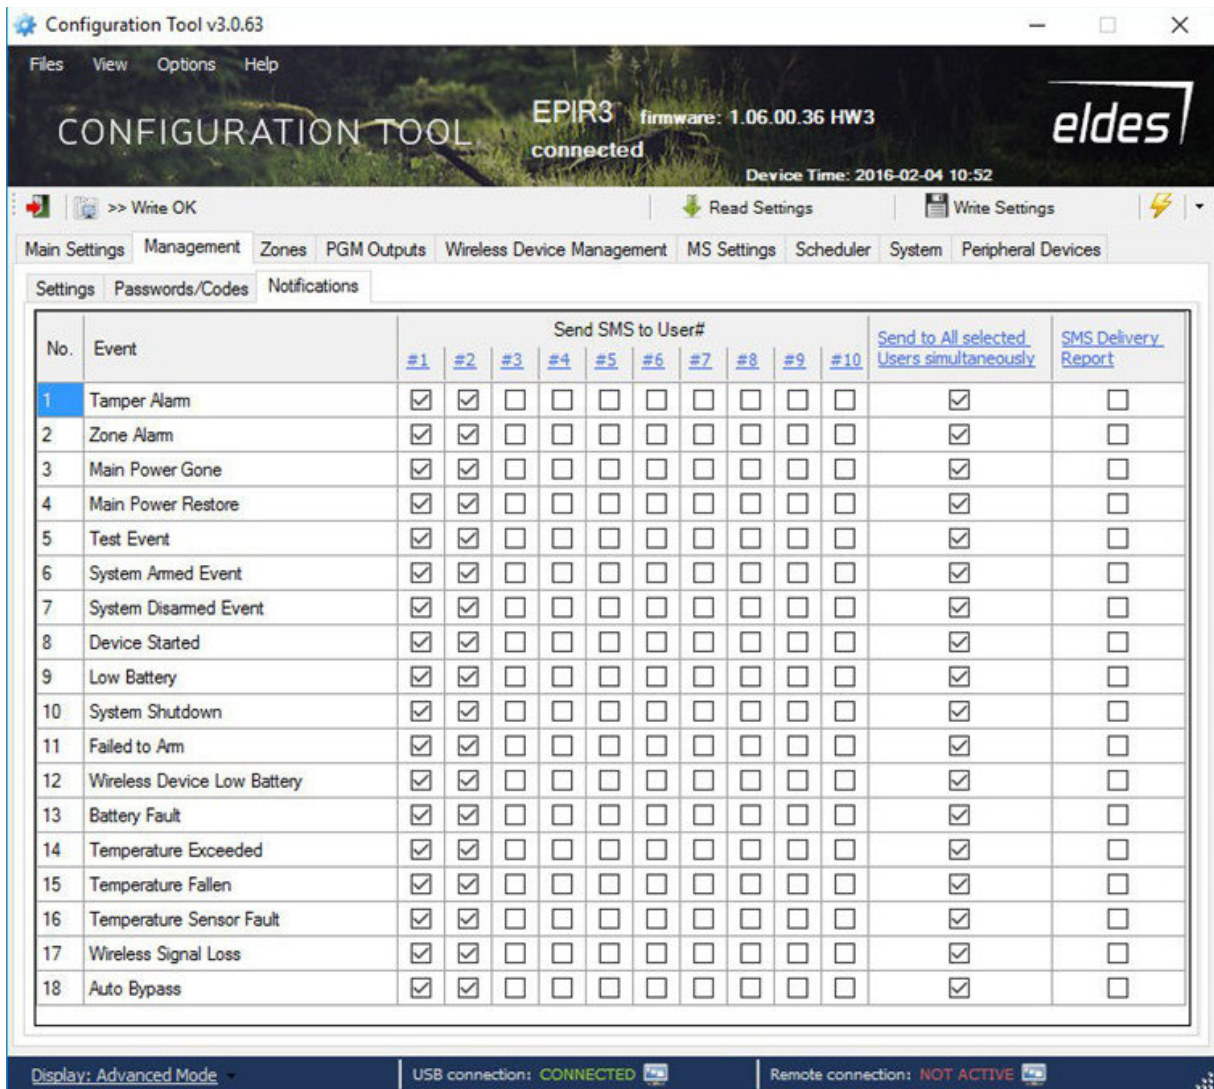 Configuration Tool v3.0.63
Files View Options Help
CONFIGURATION TOOL
EPIR3 firmware: 1.06.00.36 HW3
connected
eldes
Device Time: 2016-02-04 10:52
>> Write OK Read Settings Write Settings
Main Settings Management Zones PGM Outputs Wireless Device Management MS Settings Scheduler System Peripheral Devices
Settings Passwords/Codes Notifications
No. Event Send SMS to User# Send to All selected Users simultaneously SMS Delivery Report
#1 #2 #3 #4 #5 #6 #7 #8 #9 #10
1 Tamper Alarm
2 Zone Alarm
3 Main Power Gone
4 Main Power Restore
5 Test Event
6 System Armed Event
7 System Disarmed Event
8 Device Started
9 Low Battery
10 System Shutdown
11 Failed to Arm
12 Wireless Device Low Battery
13 Battery Fault
14 Temperature Exceeded
15 Temperature Fallen
16 Temperature Sensor Fault
17 Wireless Signal Loss
18 Auto Bypass
Display: Advanced Mode USB connection: CONNECTED Remote connection: NOT ACTIVE